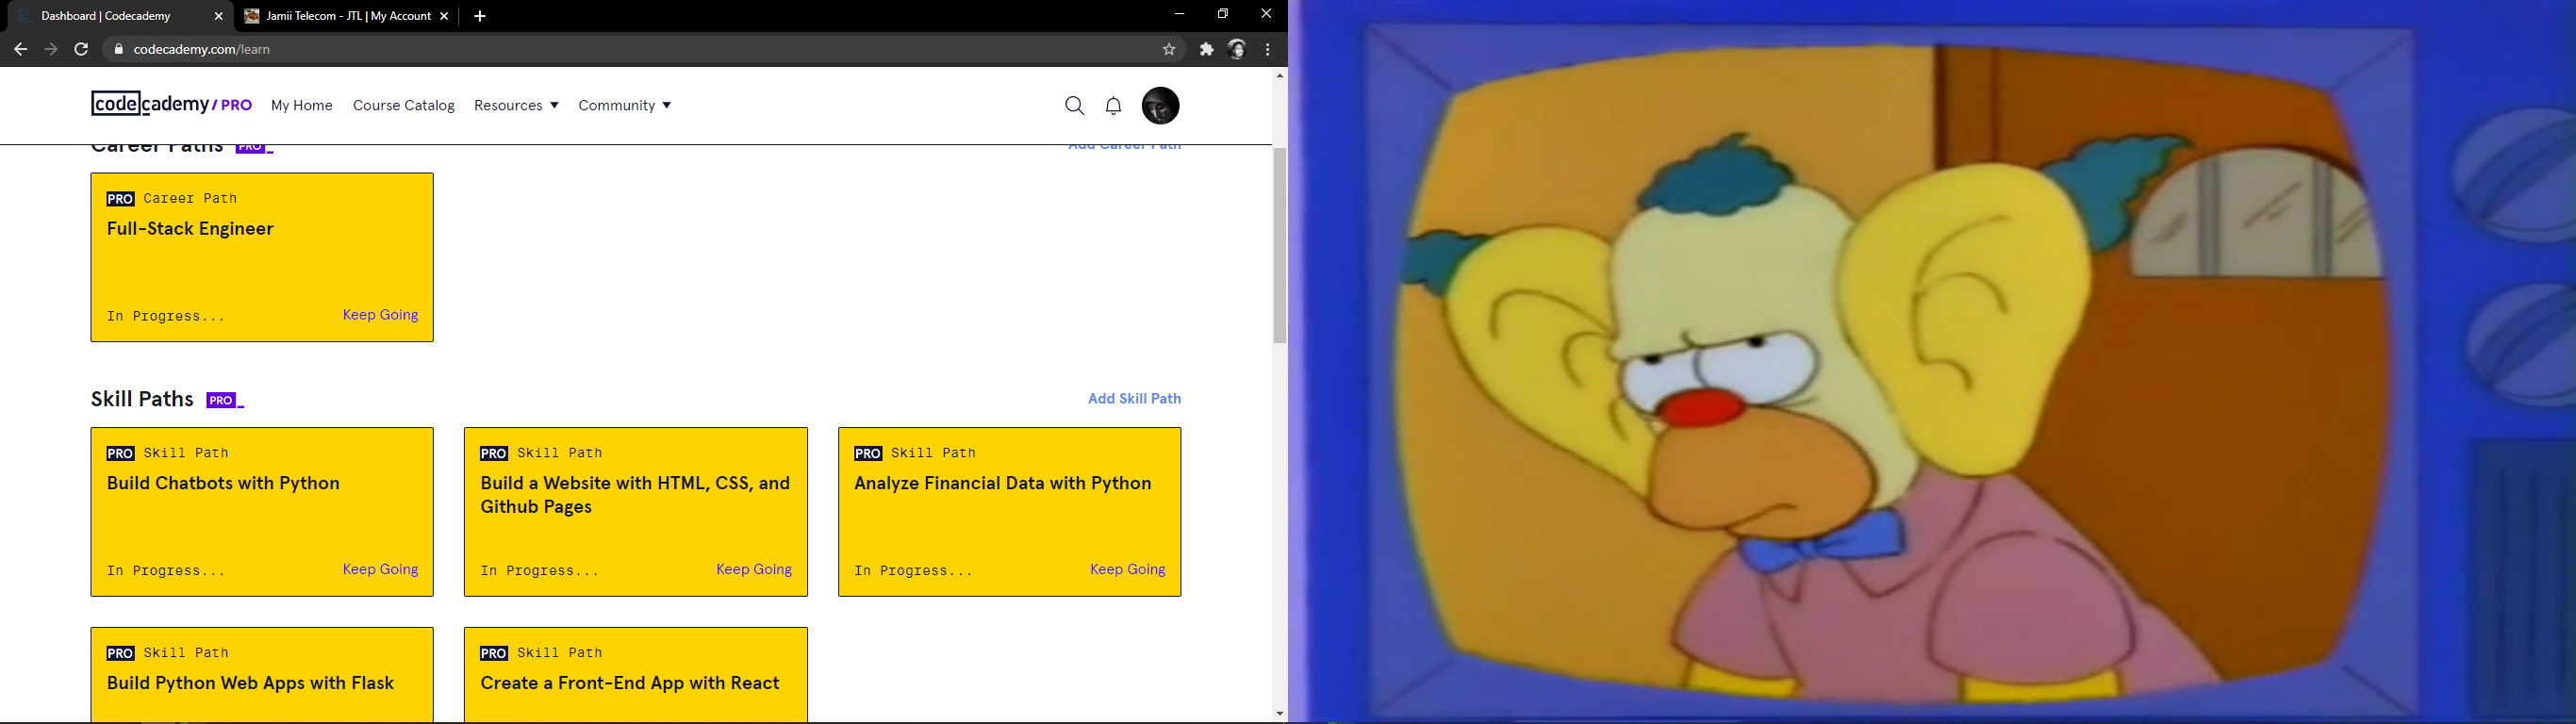 Dashboard | Codecademy
Jamii Telecom - JTL | My Account
codecademy.com/learn
codecademy/PRO My Home Course Catalog Resources Community
Career Paths PRO Add Career Path
PRO Career Path
Full-Stack Engineer
In Progress... Keep Going
Skill Paths PRO Add Skill Path
PRO Skill Path
Build Chatbots with Python
In Progress... Keep Going
PRO Skill Path
Build a Website with HTML, CSS, and
Github Pages
In Progress... Keep Going
PRO Skill Path
Analyze Financial Data with Python
In Progress... Keep Going
PRO Skill Path
Build Python Web Apps with Flask
PRO Skill Path
Create a Front-End App with React